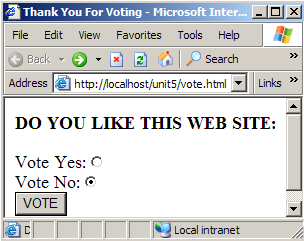 Thank You For Voting - Microsoft Inter...
File Edit View Favorites Tools Help
Back Search
Address http://localhost/unit5/vote.html Links »
DO YOU LIKE THIS WEB SITE:
Vote Yes:
Vote No:
VOTE
Local intranet